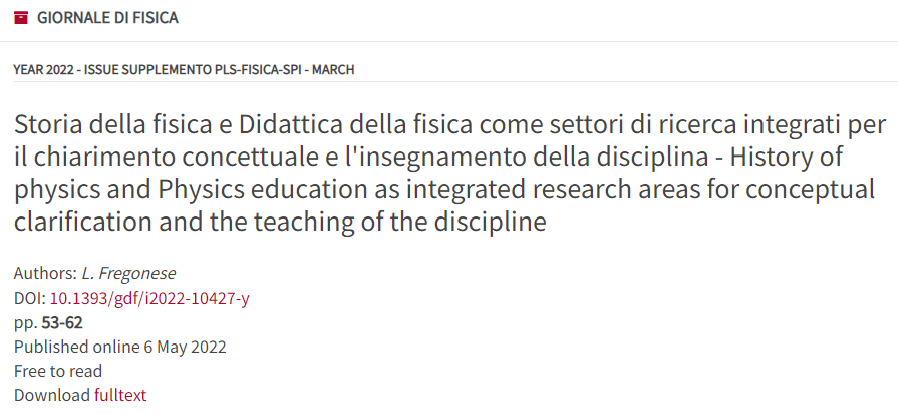 GIORNALE DI FISICA
YEAR 2022 - ISSUE SUPPLEMENTO PLS-FISICA-SPI - MARCH
Storia della fisica e Didattica della fisica come settori di ricerca integrati per
il chiarimento concettuale e l'insegnamento della disciplina - History of
physics and Physics education as integrated research areas for conceptual
clarification and the teaching of the discipline
Authors: L. Fregonese
DOI: 10.1393/gdf/i2022-10427-y
pp. 53-62
Published online 6 May 2022
Free to read
Download fulltext